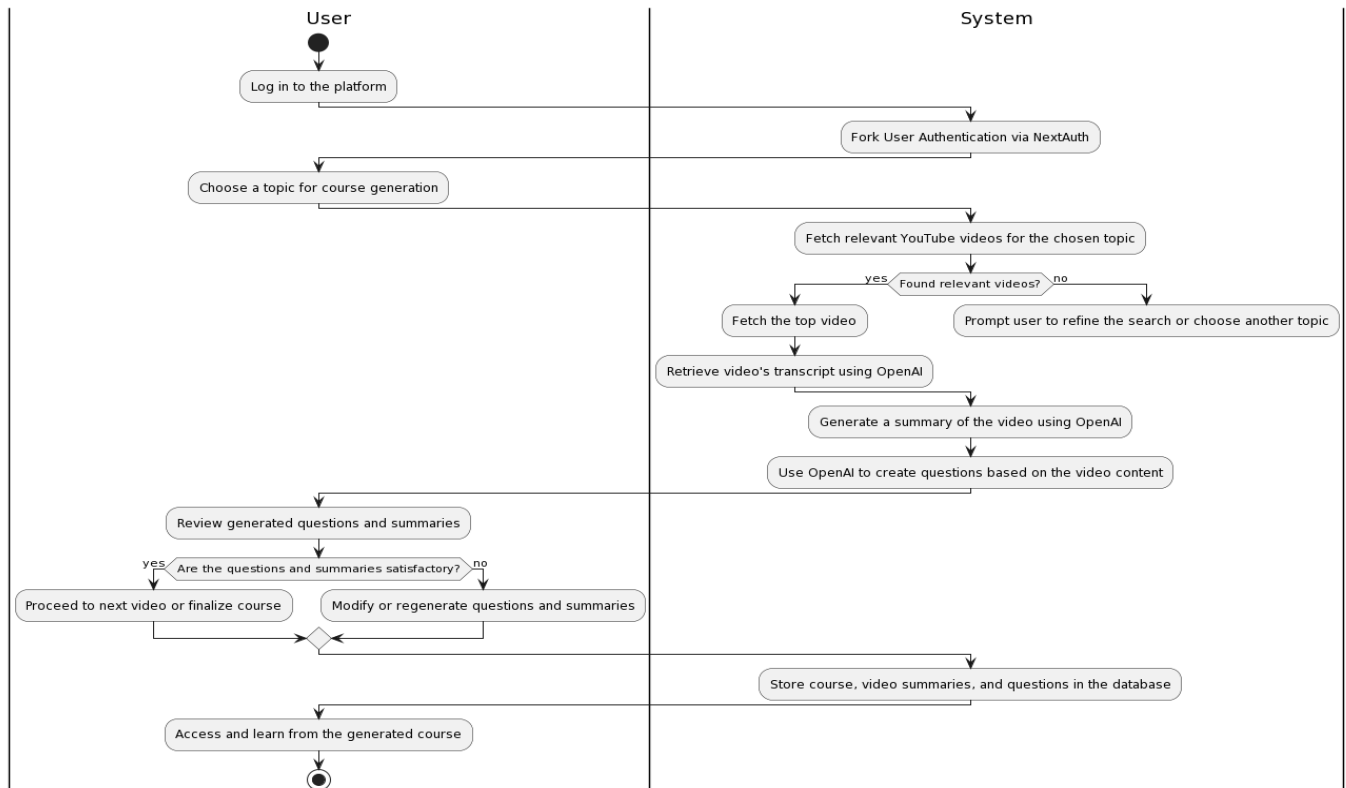 User
System
Log in to the platform
Fork User Authentication via NextAuth
Choose a topic for course generation
Fetch relevant YouTube videos for the chosen topic
yes
Found relevant videos?
no
Fetch the top video
Prompt user to refine the search or choose another topic
Retrieve video's transcript using OpenAI
Generate a summary of the video using OpenAI
Use OpenAI to create questions based on the video content
Review generated questions and summaries
yes
Are the questions and summaries satisfactory?
no
Proceed to next video or finalize course
Modify or regenerate questions and summaries
Store course, video summaries, and questions in the database
Access and learn from the generated course